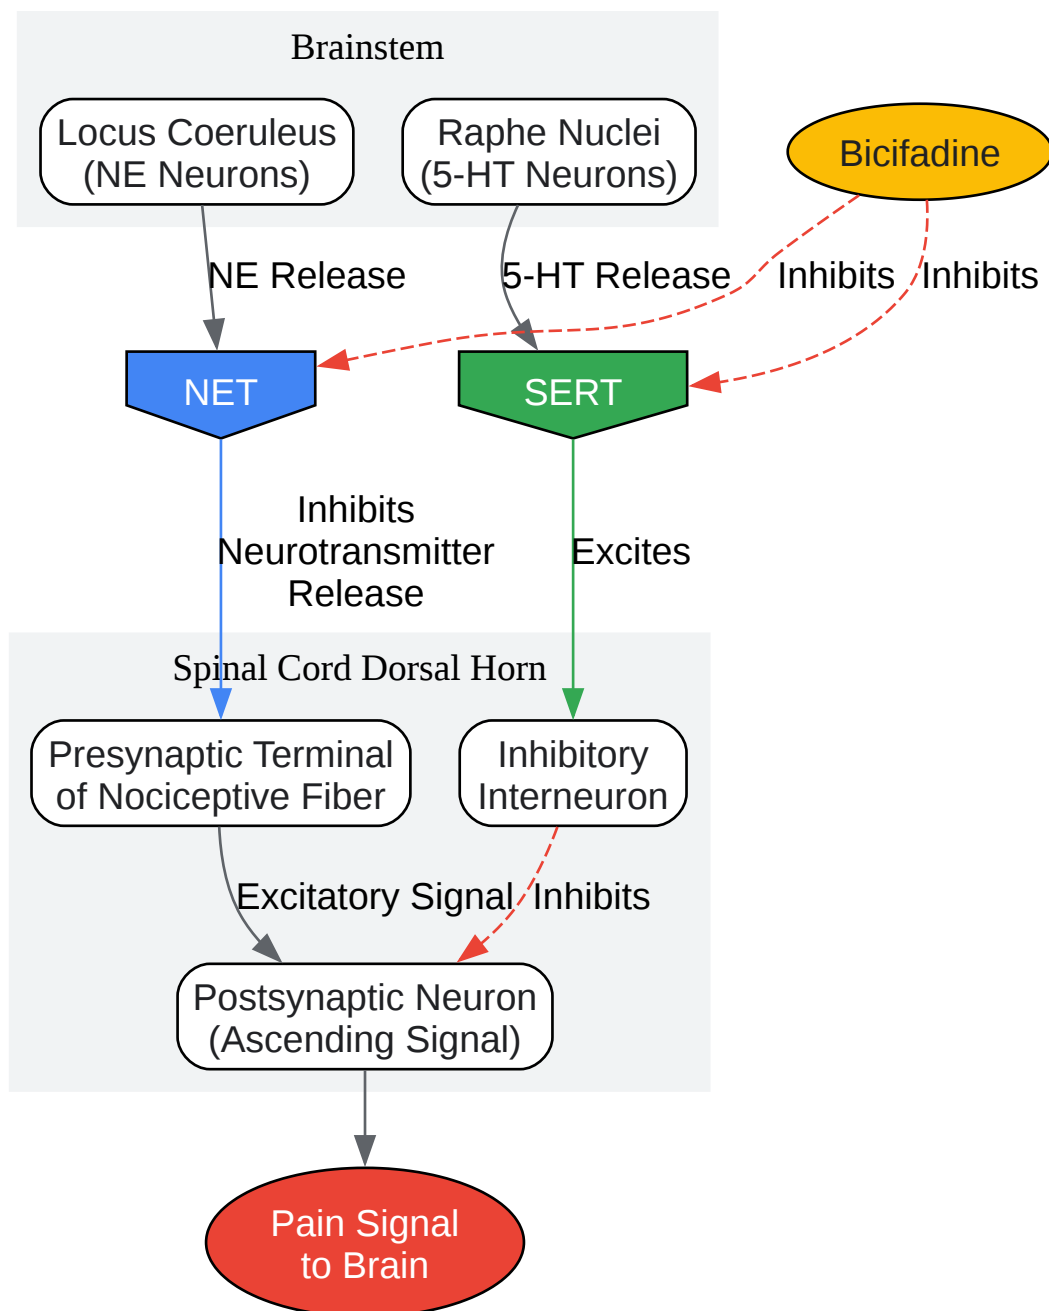 Brainstem
Locus Coeruleus
(NE Neurons)
Raphe Nuclei
(5-HT Neurons)
Bicifadine
NE Release
5-HT Release
Inhibits
Inhibits
NET
SERT
Inhibits
Neurotransmitter
Release
Excites
Spinal Cord Dorsal Horn
Presynaptic Terminal
of Nociceptive Fiber
Inhibitory
Interneuron
Excitatory Signal
Inhibits
Postsynaptic Neuron
(Ascending Signal)
Pain Signal
to Brain